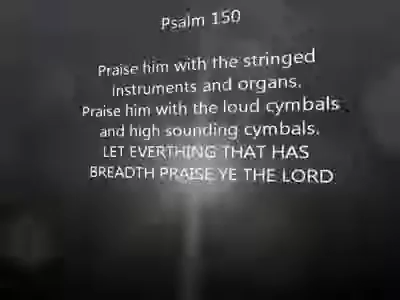 Psalm 150
Praise him with the stringed
instruments and organs.
Praise him with the loud cymbals
and high sounding cymbals.
LET EVERTHING THAT HAS
BREADTH PRAISE YE THE LORD